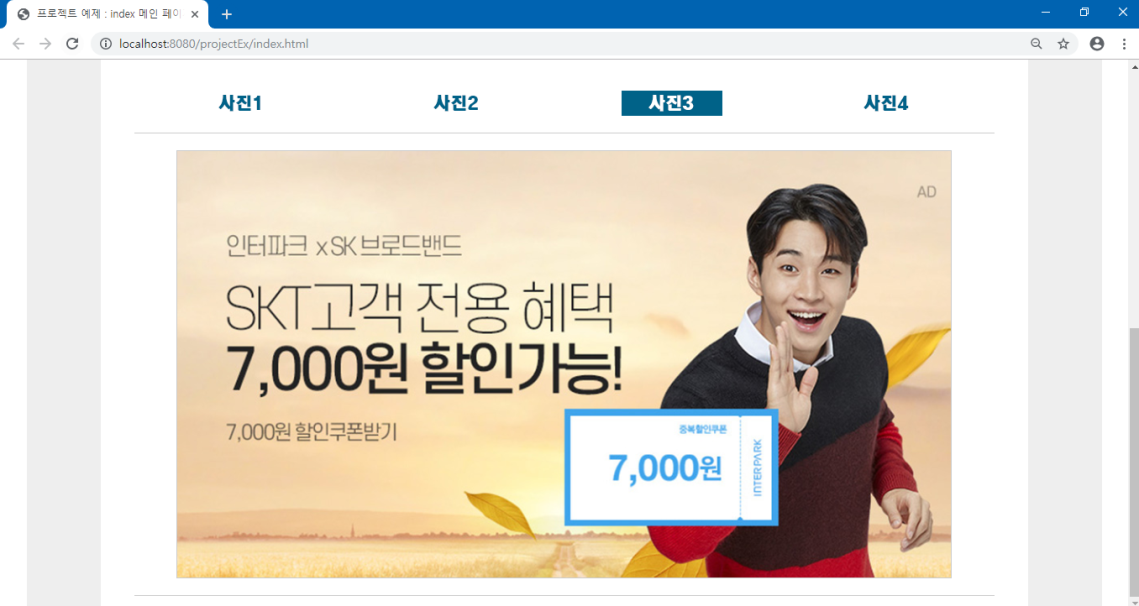 프로젝트 예제 : index 메인 페이
localhost:8080/projectEx/index.html
사진1 사진2 사진3 사진4
AD
인터파크 x SK브로드밴드
SKT고객 전용 혜택
7,000원 할인가능!
7,000원 할인쿠폰받기
중복할인쿠폰
7,000원
INTERPARK